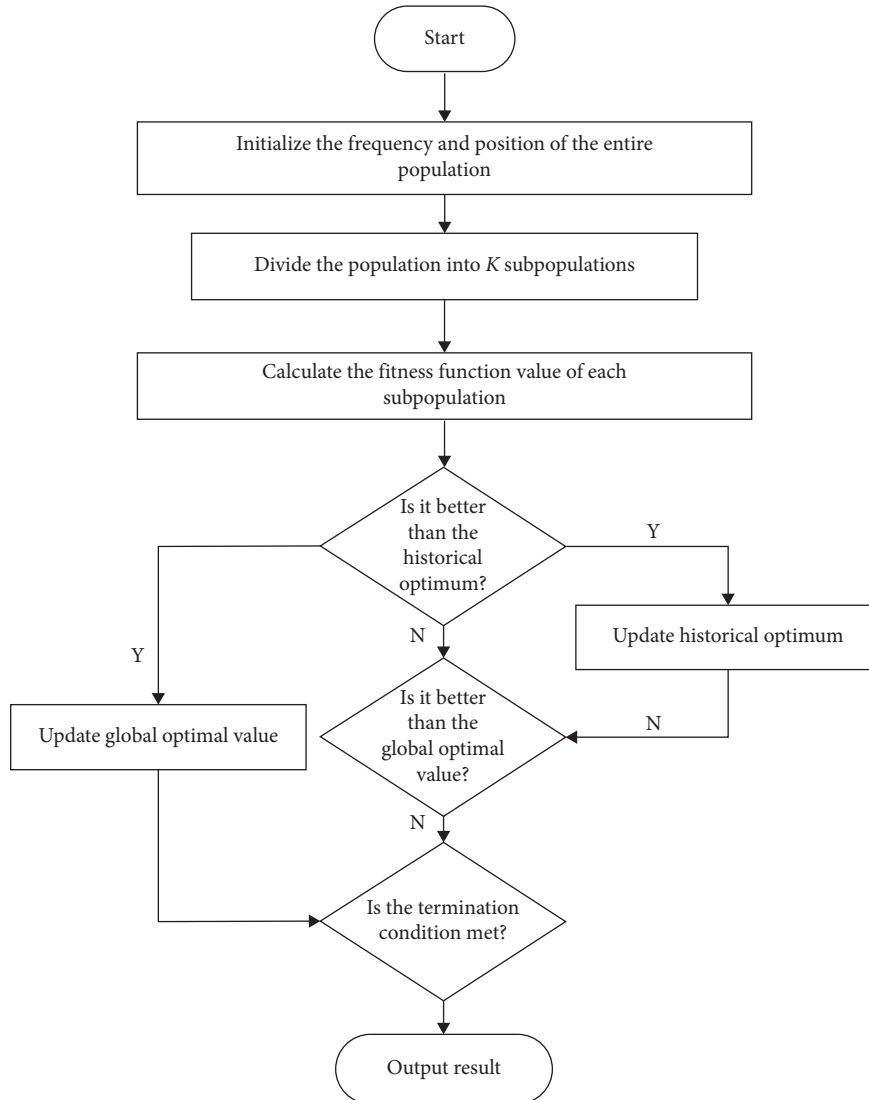 Start
Initialize the frequency and position of the entire
population
Divide the population into K subpopulations
Calculate the fitness function value of each
subpopulation
Is it better
than the
historical
optimum?
Y
N
Y
Update historical optimum
Update global optimal value
Is it better
than the
global optimal
value?
N
N
Is the termination
condition met?
Output result